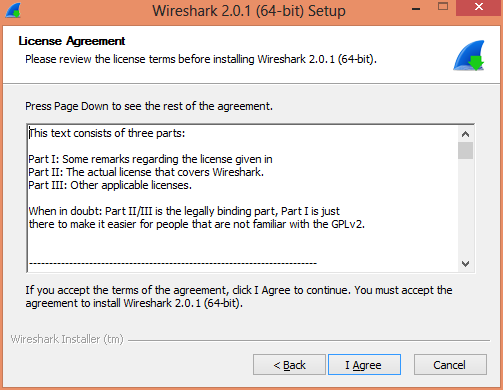 Wireshark 2.0.1 (64-bit) Setup
License Agreement
Please review the license terms before installing Wireshark 2.0.1 (64-bit).
Press Page Down to see the rest of the agreement.
This text consists of three parts:
Part I: Some remarks regarding the license given in
Part II: The actual license that covers Wireshark.
Part III: Other applicable licenses.
When in doubt: Part II/III is the legally binding part, Part I is just
there to make it easier for people that are not familiar with the GPLv2.
------------------------------------------------------------------------
If you accept the terms of the agreement, click I Agree to continue. You must accept the
agreement to install Wireshark 2.0.1 (64-bit).
Wireshark Installer (tm)
< Back
I Agree
Cancel